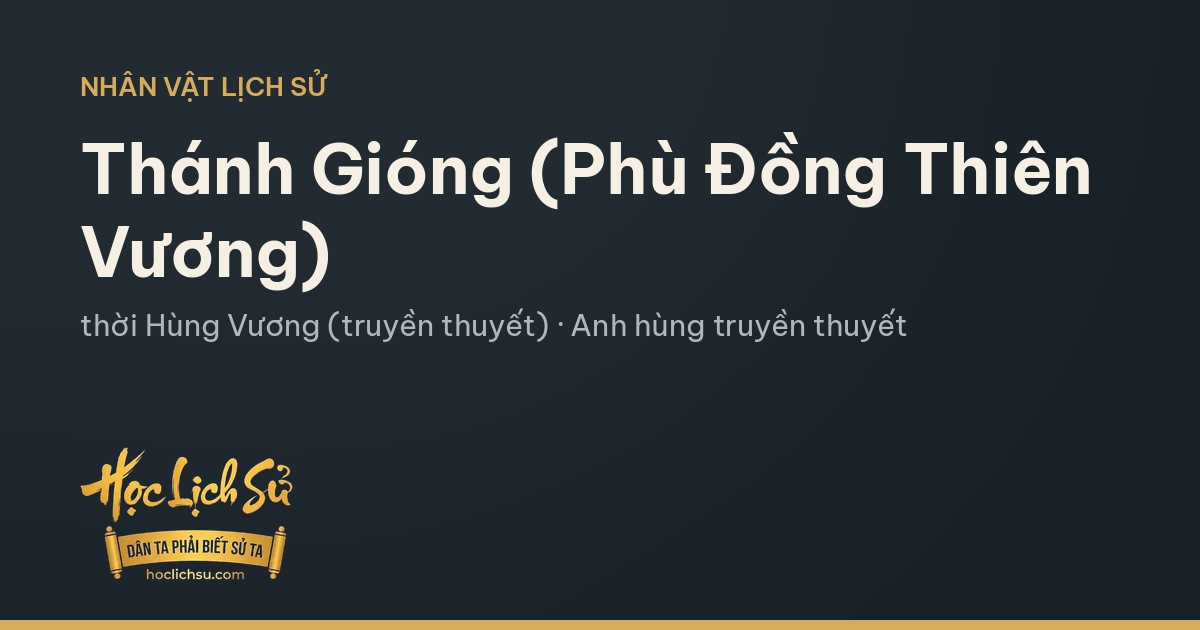 NHÂN VẬT LỊCH SỬ
Thánh Gióng (Phù Đổng Thiên
Vương)
thời Hùng Vương (truyền thuyết) · Anh hùng truyền thuyết
Học Lịch Sử
DÂN TA PHẢI BIẾT SỬ TA
hoclichsu.com